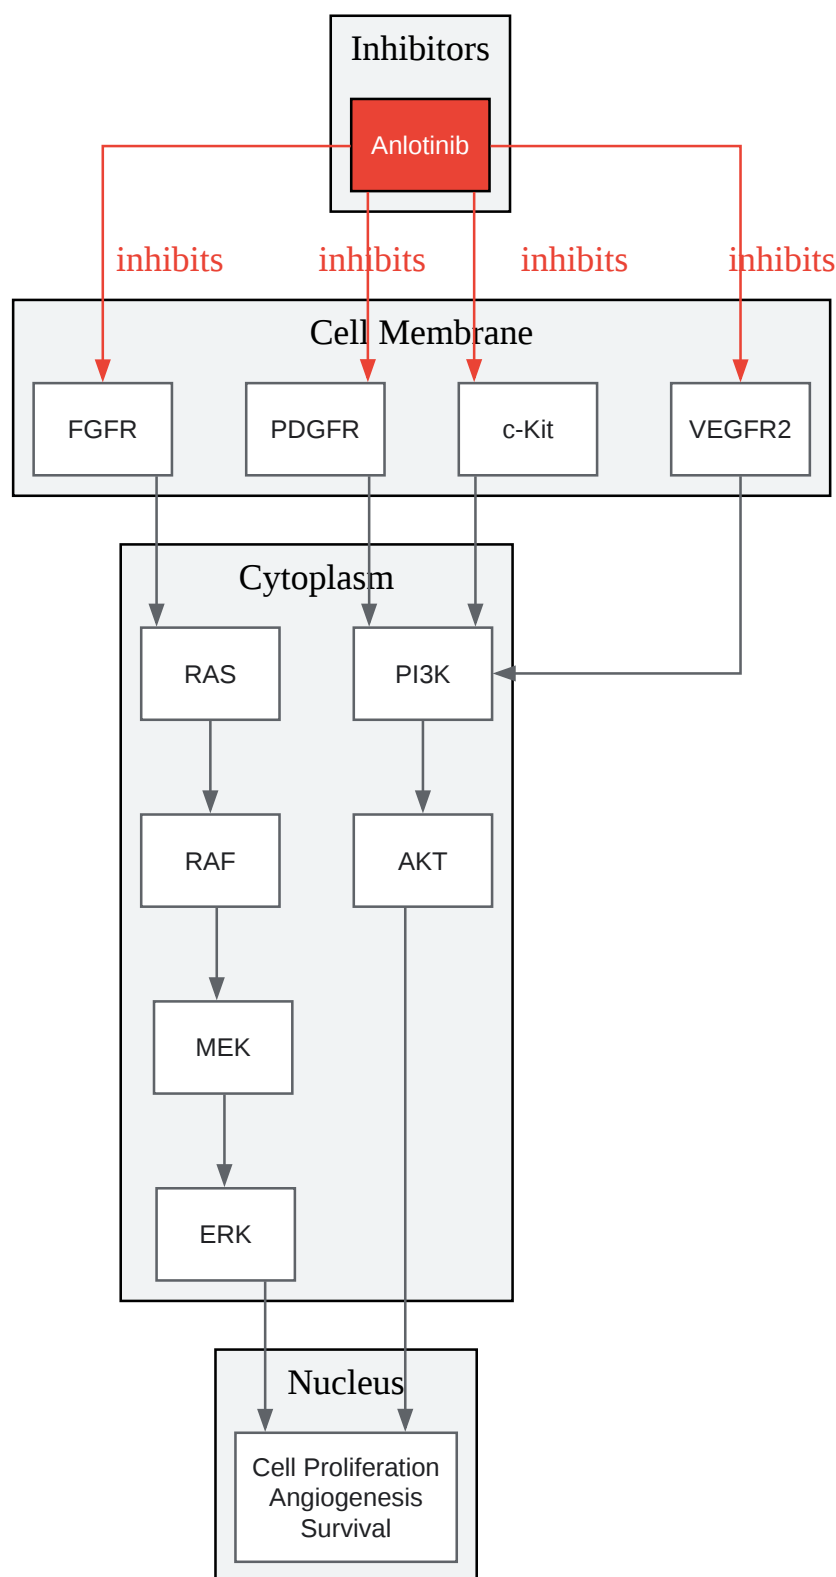 Inhibitors
Anlotinib
inhibits
inhibits
inhibits
inhibits
Cell Membrane
FGFR
PDGFR
c-Kit
VEGFR2
Cytoplasm
RAS
PI3K
RAF
AKT
MEK
ERK
Nucleus
Cell Proliferation
Angiogenesis
Survival